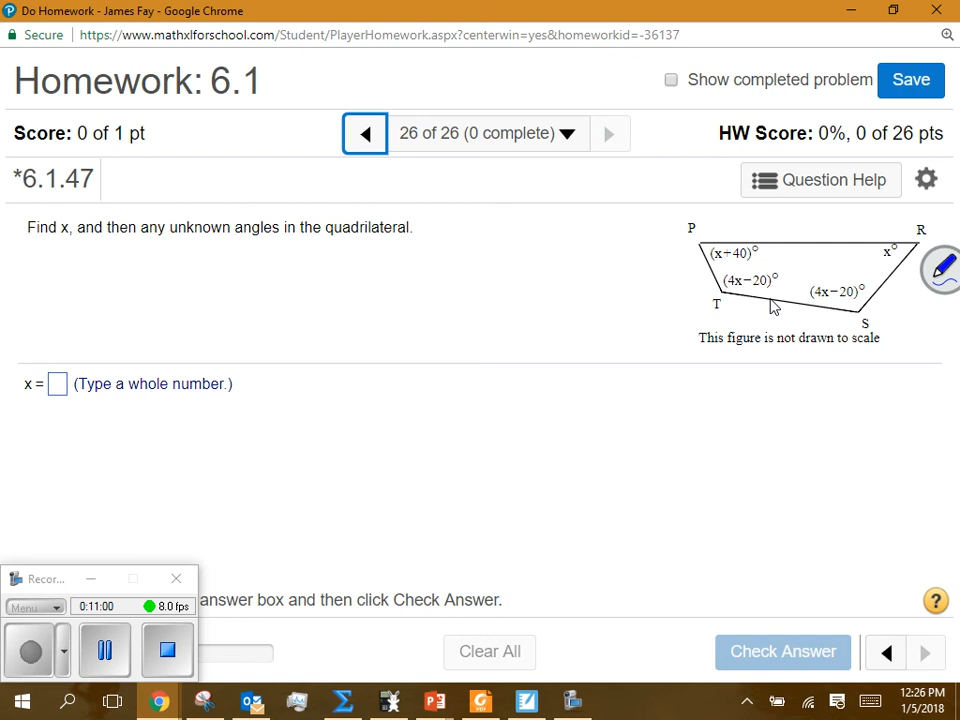 Do Homework - James Fay - Google Chrome
Secure https://www.mathxlforschool.com/Student/PlayerHomework.aspx?centerwin=yes&homeworkid=-36137
Homework: 6.1
Show completed problem Save
Score: 0 of 1 pt
26 of 26 (0 complete)
HW Score: 0%, 0 of 26 pts
*6.1.47
Question Help
Find x, and then any unknown angles in the quadrilateral.
P R
(x+40)° x°
(4x−20)° (4x−20)°
T
S
This figure is not drawn to scale
x = (Type a whole number.)
Recor...
Menu 0:11:00 8.0 fps
answer box and then click Check Answer.
?
Clear All
Check Answer
12:26 PM
1/5/2018